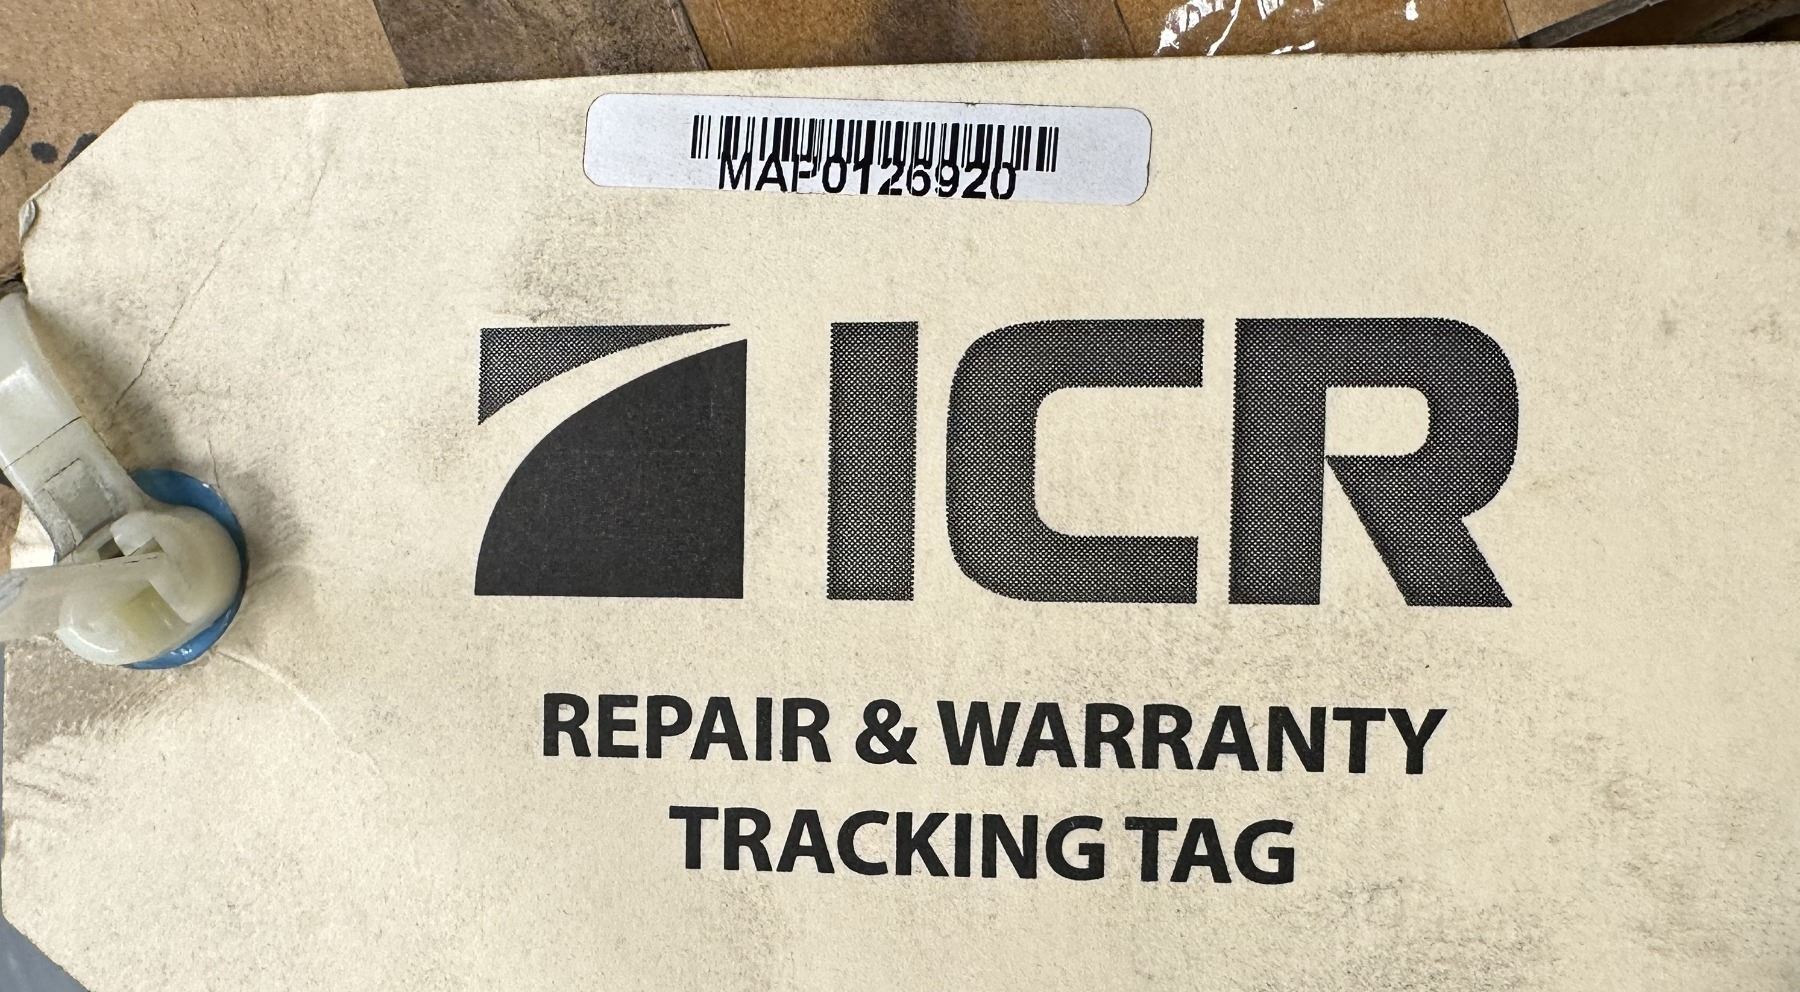 MAP0126920
ICR
REPAIR & WARRANTY
TRACKING TAG